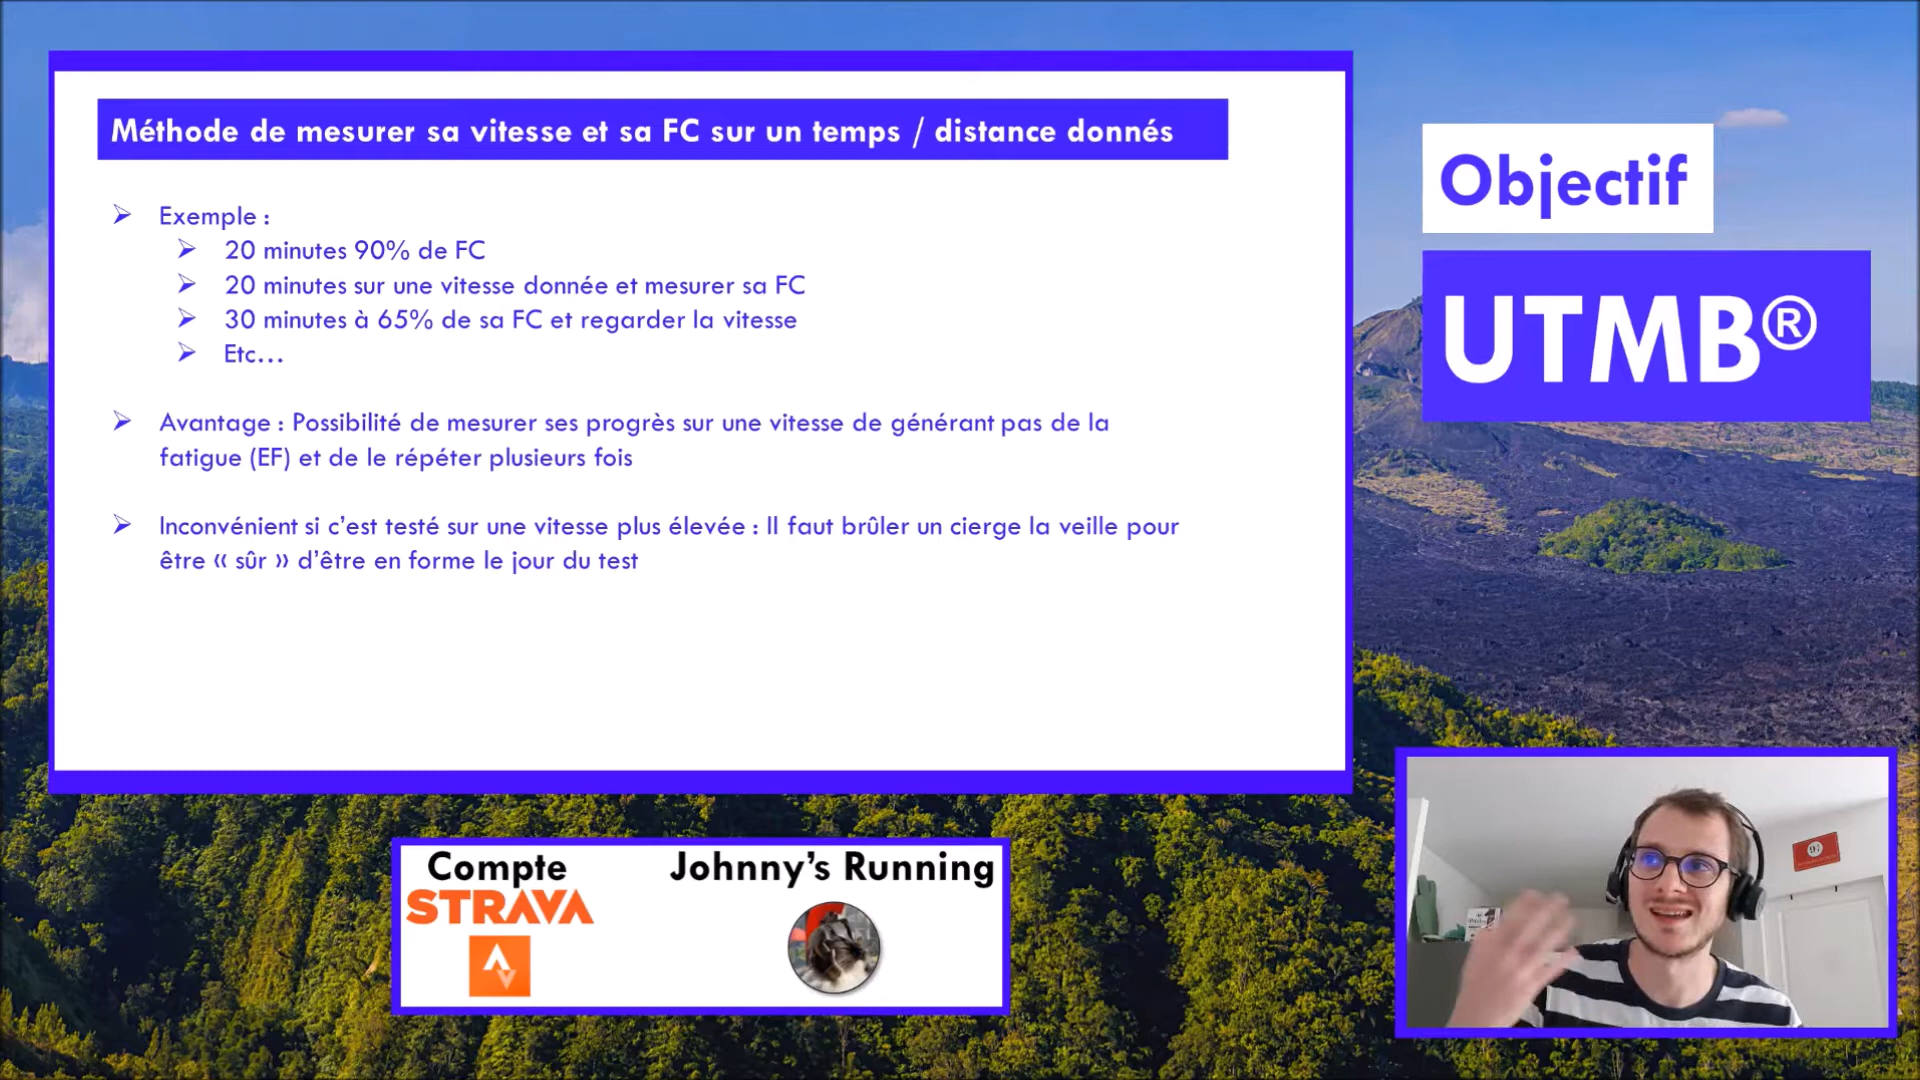 Méthode de mesurer sa vitesse et sa FC sur un temps / distance donnés
Exemple :
20 minutes 90% de FC
20 minutes sur une vitesse donnée et mesurer sa FC
30 minutes à 65% de sa FC et regarder la vitesse
Etc…
Avantage : Possibilité de mesurer ses progrès sur une vitesse de générant pas de la
fatigue (EF) et de le répéter plusieurs fois
Inconvénient si c’est testé sur une vitesse plus élevée : Il faut brûler un cierge la veille pour
être « sûr » d’être en forme le jour du test
Objectif
UTMB®
Compte
STRAVA
Johnny’s Running